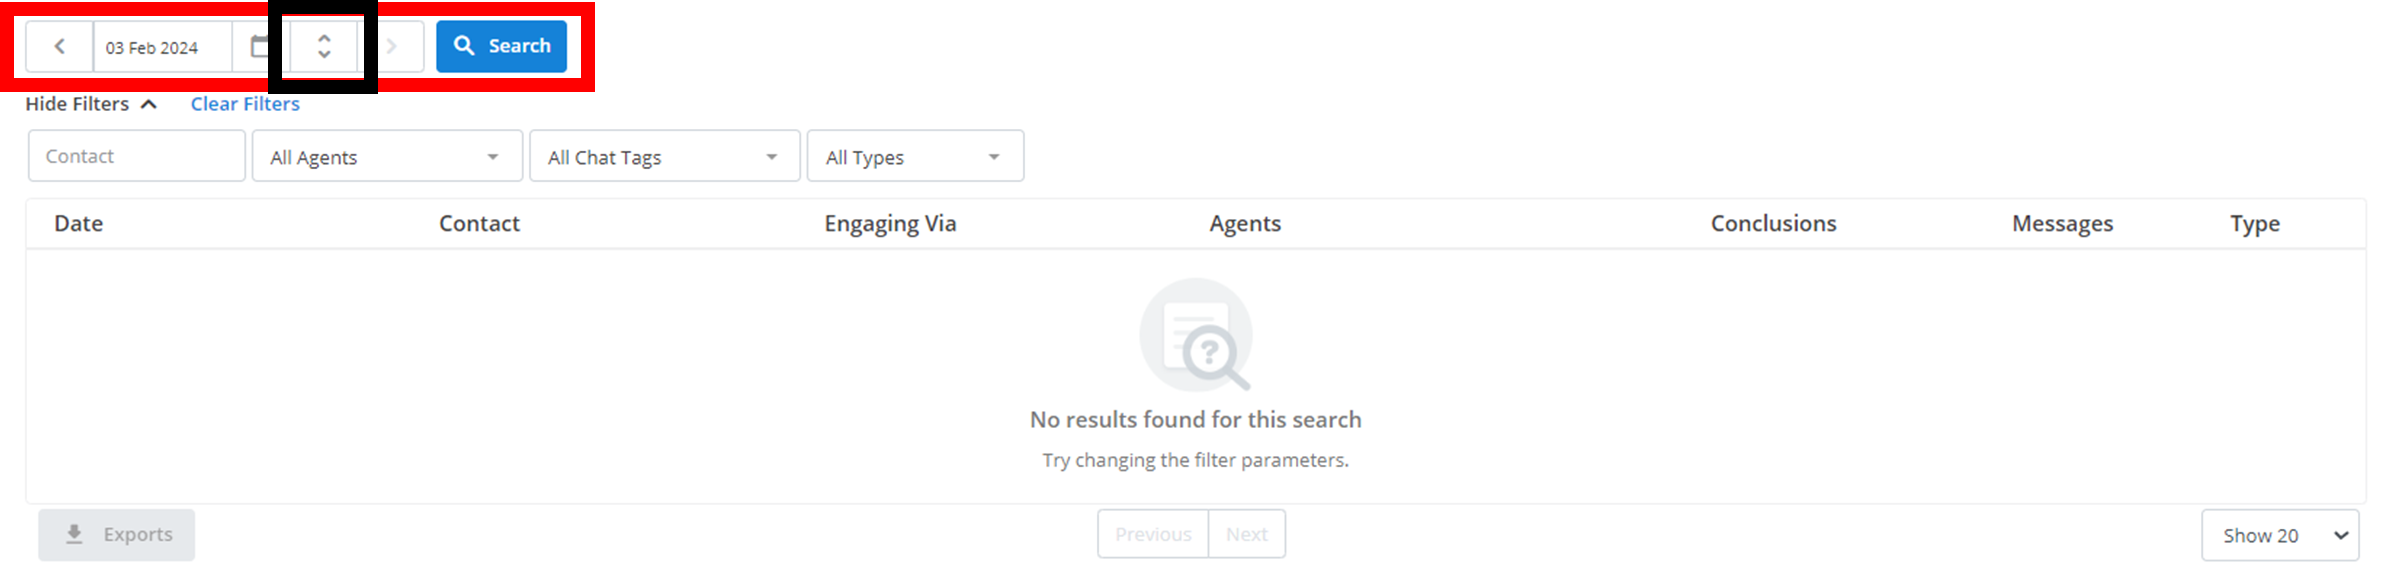 03 Feb 2024 Search
Hide Filters Clear Filters
Contact All Agents All Chat Tags All Types
Date Contact Engaging Via Agents Conclusions Messages Type
?
No results found for this search
Try changing the filter parameters.
Exports Previous Next Show 20